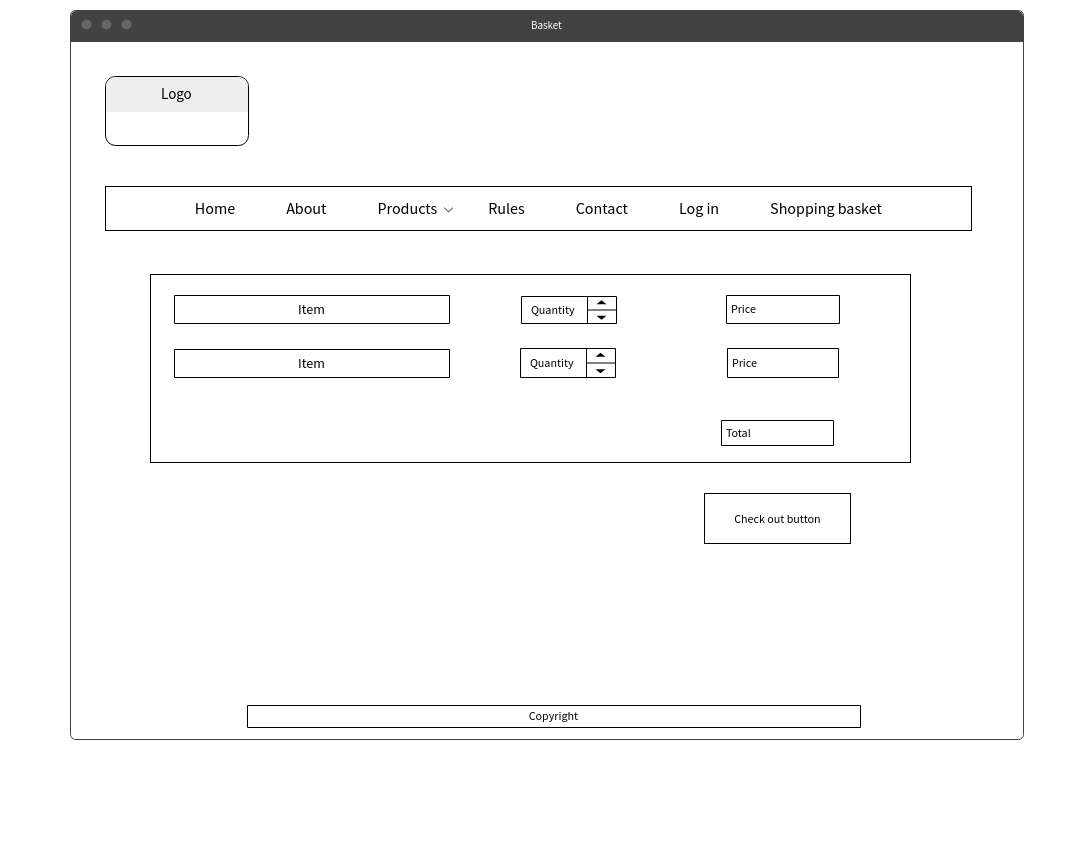 Basket
Logo
Home About Products Rules Contact Log in Shopping basket
Item Quantity Price
Item Quantity Price
Total
Check out button
Copyright